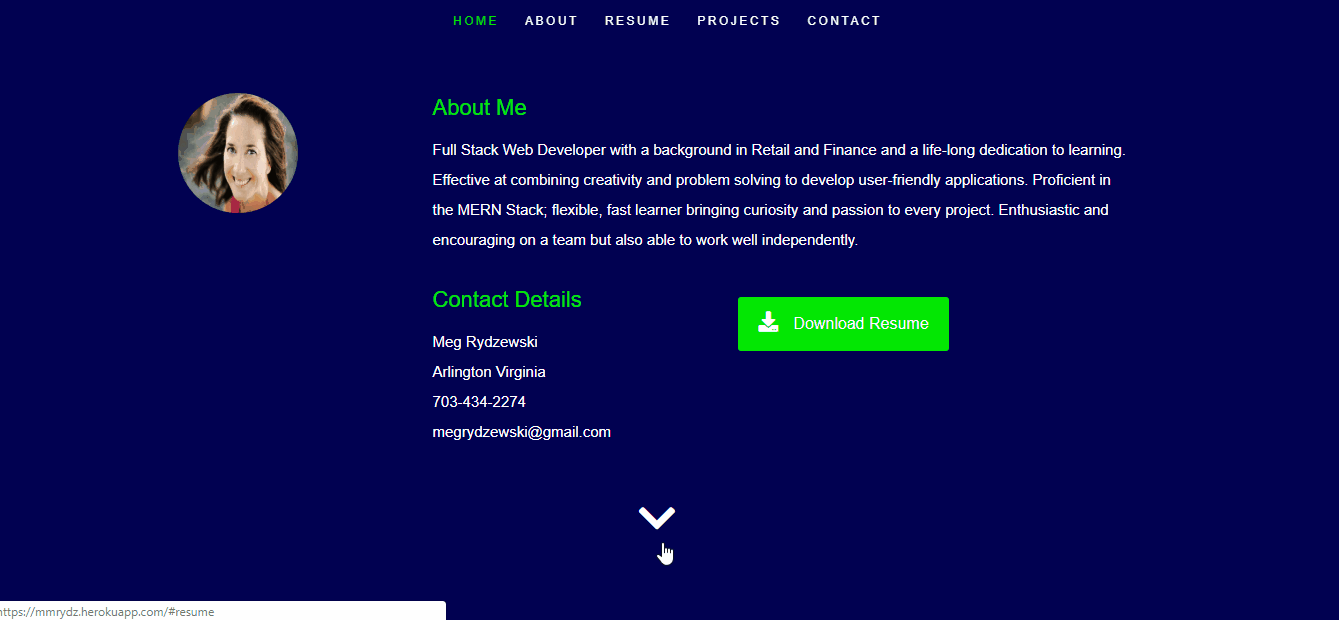 HOME ABOUT RESUME PROJECTS CONTACT
About Me
Full Stack Web Developer with a background in Retail and Finance and a life-long dedication to learning.
Effective at combining creativity and problem solving to develop user-friendly applications. Proficient in
the MERN Stack; flexible, fast learner bringing curiosity and passion to every project. Enthusiastic and
encouraging on a team but also able to work well independently.
Contact Details
Download Resume
Meg Rydzewski
Arlington Virginia
703-434-2274
megrydzewski@gmail.com
https://mmrydz.herokuapp.com/#resume